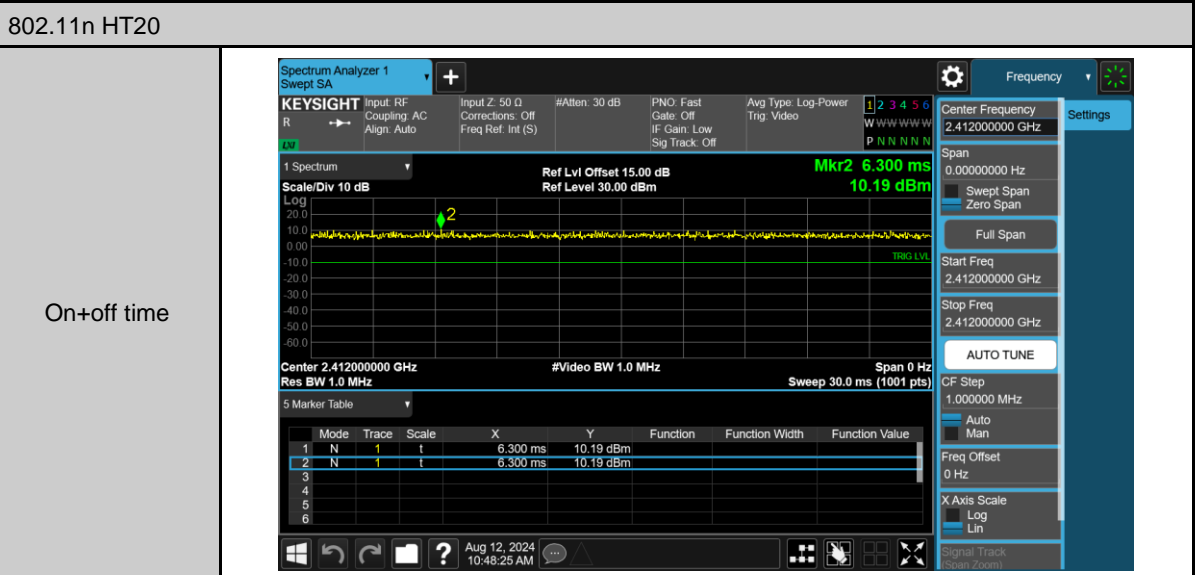 802.11n HT20
On+off time
Spectrum Analyzer 1
Swept SA
+
Frequency
KEYSIGHT
R
LXI
Input: RF
Coupling: AC
Align: Auto
Input Z: 50 Ω
Corrections: Off
Freq Ref: Int (S)
#Atten: 30 dB
PNO: Fast
Gate: Off
IF Gain: Low
Sig Track: Off
Avg Type: Log-Power
Trig: Video
1 2 3 4 5 6
W W W W W W
P N N N N N
1 Spectrum
Scale/Div 10 dB
Ref Lvl Offset 15.00 dB
Ref Level 30.00 dBm
Mkr2 6.300 ms
10.19 dBm
Log
20.0
10.0
0.00
-10.0
-20.0
-30.0
-40.0
-50.0
-60.0
2
TRIG LVL
Center 2.412000000 GHz
#Video BW 1.0 MHz
Span 0 Hz
Res BW 1.0 MHz
Sweep 30.0 ms (1001 pts)
5 Marker Table
Mode Trace Scale X Y Function Function Width Function Value
1 N 1 t 6.300 ms 10.19 dBm
2 N 1 t 6.300 ms 10.19 dBm
3
4
5
6
?
Aug 12, 2024
10:48:25 AM
Center Frequency
2.412000000 GHz
Settings
Span
0.00000000 Hz
Swept Span
Zero Span
Full Span
Start Freq
2.412000000 GHz
Stop Freq
2.412000000 GHz
AUTO TUNE
CF Step
1.000000 MHz
Auto
Man
Freq Offset
0 Hz
X Axis Scale
Log
Lin
Signal Track
(Span Zoom)